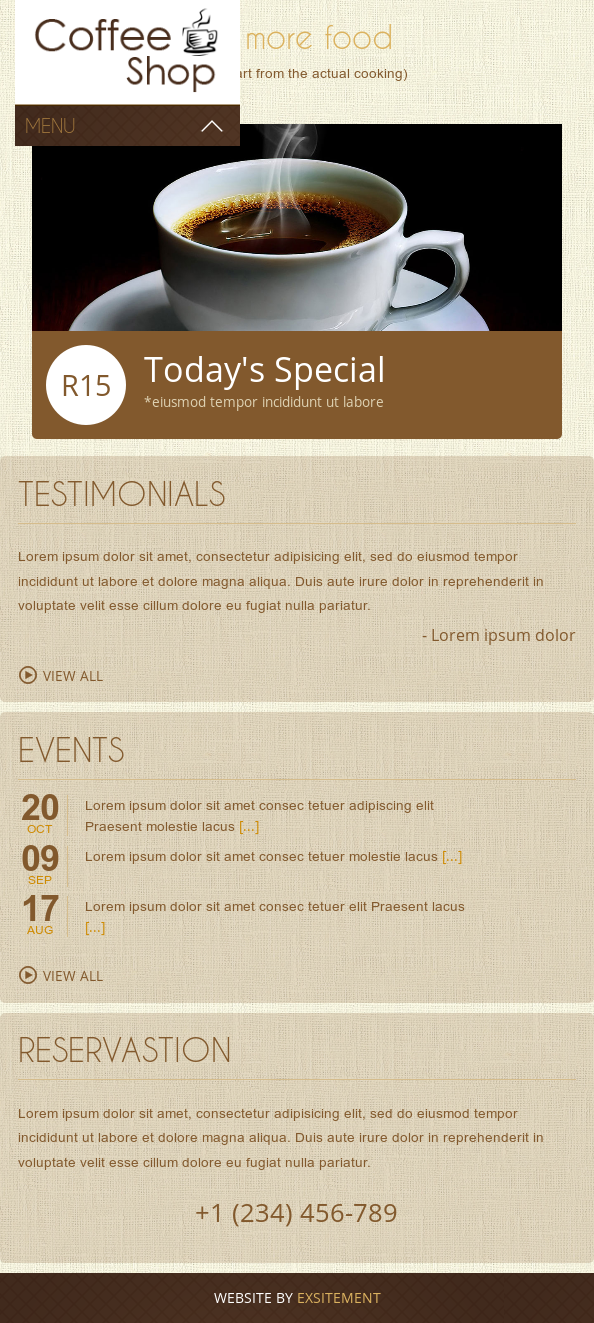 Coffee
Shop
more food
art from the actual cooking)
MENU
R15
Today's Special
*eiusmod tempor incididunt ut labore
TESTIMONIALS
Lorem ipsum dolor sit amet, consectetur adipisicing elit, sed do eiusmod tempor
incididunt ut labore et dolore magna aliqua. Duis aute irure dolor in reprehenderit in
voluptate velit esse cillum dolore eu fugiat nulla pariatur.
- Lorem ipsum dolor
VIEW ALL
EVENTS
20
OCT
Lorem ipsum dolor sit amet consec tetuer adipiscing elit
Praesent molestie lacus [...]
09
SEP
Lorem ipsum dolor sit amet consec tetuer molestie lacus [...]
17
AUG
Lorem ipsum dolor sit amet consec tetuer elit Praesent lacus
[...]
VIEW ALL
RESERVASTION
Lorem ipsum dolor sit amet, consectetur adipisicing elit, sed do eiusmod tempor
incididunt ut labore et dolore magna aliqua. Duis aute irure dolor in reprehenderit in
voluptate velit esse cillum dolore eu fugiat nulla pariatur.
+1 (234) 456-789
WEBSITE BY EXSITEMENT